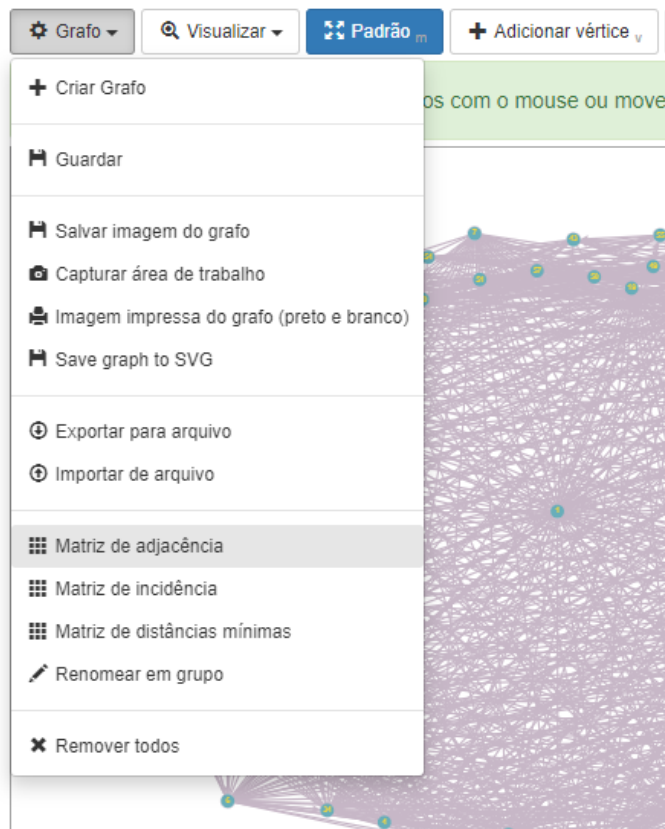 Grafo
Visualizar
Padrão m
Adicionar vértice v
Criar Grafo
os com o mouse ou move
Guardar
Salvar imagem do grafo
Capturar área de trabalho
Imagem impressa do grafo (preto e branco)
Save graph to SVG
Exportar para arquivo
Importar de arquivo
Matriz de adjacência
Matriz de incidência
Matriz de distâncias mínimas
Renomear em grupo
Remover todos